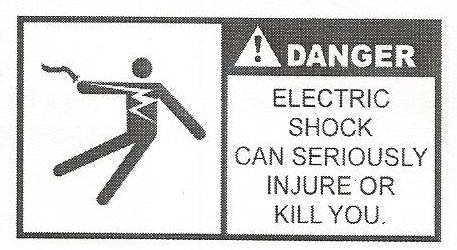 DANGER
ELECTRIC
SHOCK
CAN SERIOUSLY
INJURE OR
KILL YOU.